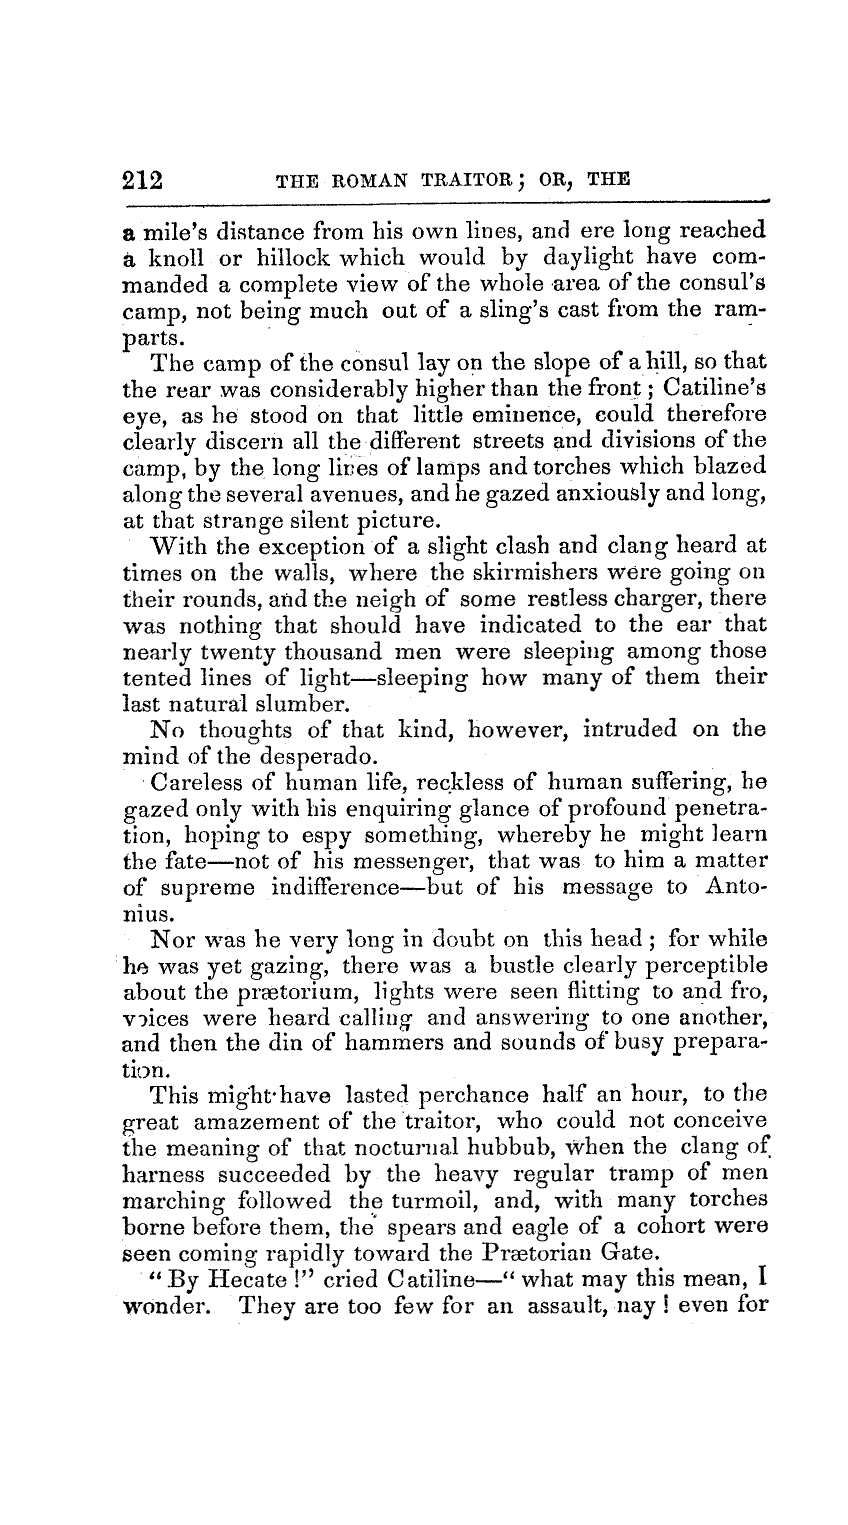 212 THE ROMAN TRAITOR; OR, THE
a mile's distance from his own lines, and ere long reached
a knoll or hillock which would by daylight have com-
manded a complete view of the whole area of the consul's
camp, not being much out of a sling's cast from the ram-
parts.
The camp of the consul lay on the slope of a hill, so that
the rear was considerably higher than the front; Catiline's
eye, as he stood on that little eminence, could therefore
clearly discern all the different streets and divisions of the
camp, by the long lines of lamps and torches which blazed
along the several avenues, and he gazed anxiously and long,
at that strange silent picture.
With the exception of a slight clash and clang heard at
times on the walls, where the skirmishers were going on
their rounds, and the neigh of some restless charger, there
was nothing that should have indicated to the ear that
nearly twenty thousand men were sleeping among those
tented lines of light—sleeping how many of them their
last natural slumber.
No thoughts of that kind, however, intruded on the
mind of the desperado.
Careless of human life, reckless of human suffering, he
gazed only with his enquiring glance of profound penetra-
tion, hoping to espy something, whereby he might learn
the fate—not of his messenger, that was to him a matter
of supreme indifference—but of his message to Anto-
nius.
Nor was he very long in doubt on this head; for while
he was yet gazing, there was a bustle clearly perceptible
about the prætorium, lights were seen flitting to and fro,
voices were heard calling and answering to one another,
and then the din of hammers and sounds of busy prepara-
tion.
This might have lasted perchance half an hour, to the
great amazement of the traitor, who could not conceive
the meaning of that nocturnal hubbub, when the clang of
harness succeeded by the heavy regular tramp of men
marching followed the turmoil, and, with many torches
borne before them, the spears and eagle of a cohort were
seen coming rapidly toward the Prætorian Gate.
"By Hecate!" cried Catiline—"what may this mean, I
wonder. They are too few for an assault, nay! even for